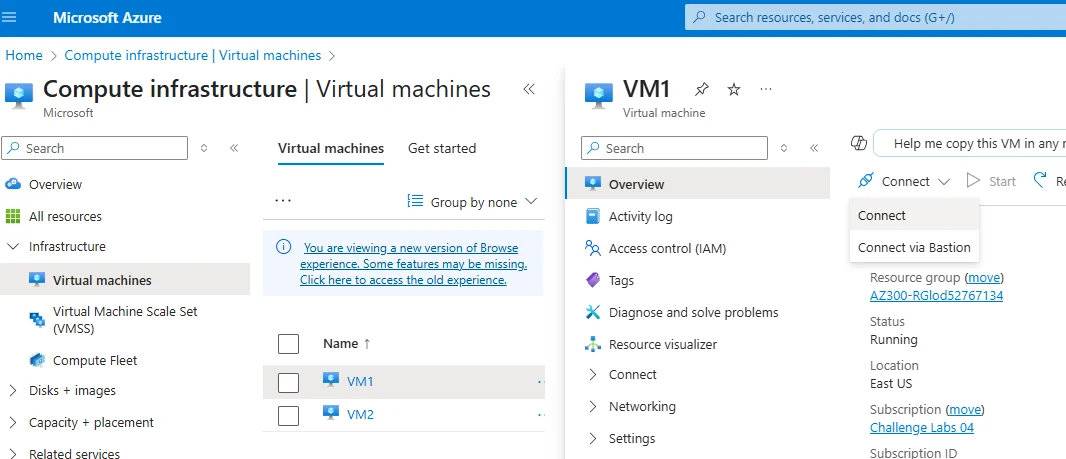 Microsoft Azure
Search resources, services, and docs (G+/)
Home
Compute infrastructure | Virtual machines
Compute infrastructure | Virtual machines
Microsoft
Search
Overview
All resources
Infrastructure
Virtual machines
Virtual Machine Scale Set
(VMSS)
Compute Fleet
Disks + images
Capacity + placement
Related services
Virtual machines
Get started
Group by none
You are viewing a new version of Browse
experience. Some features may be missing.
Click here to access the old experience.
Name ↑
VM1
VM2
VM1
Virtual machine
Search
Overview
Activity log
Access control (IAM)
Tags
Diagnose and solve problems
Resource visualizer
Connect
Networking
Settings
Help me copy this VM in any r
Connect
Start
Re
Connect
Connect via Bastion
Resource group (move)
AZ300-RGlod52767134
Status
Running
Location
East US
Subscription (move)
Challenge Labs 04
Subscription ID